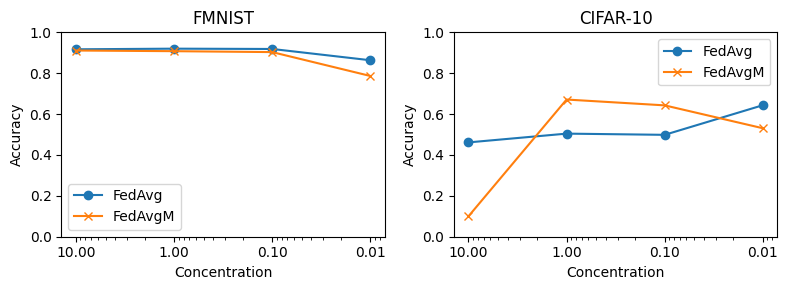 FMNIST
1.0
0.8
0.6
0.4
0.2
0.0
Accuracy
FedAvg
FedAvgM
10.00 1.00 0.10 0.01
Concentration
CIFAR-10
1.0
0.8
0.6
0.4
0.2
0.0
Accuracy
FedAvg
FedAvgM
10.00 1.00 0.10 0.01
Concentration